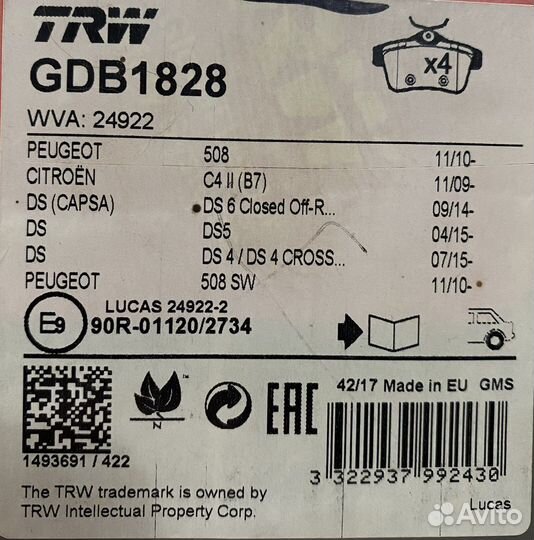 TRW
GDB1828
x4
WVA: 24922
PEUGEOT 508 11/10-
CITROËN C4 II (B7) 11/09-
DS (CAPSA) DS 6 Closed Off-R... 09/14-
DS DS5 04/15-
DS DS 4 / DS 4 CROSS... 07/15-
PEUGEOT 508 SW 11/10-
LUCAS 24922-2
E9 90R-01120/2734
42/17 Made in EU GMS
N
EAC
1493691 / 422
3 322937 992430
The TRW trademark is owned by
TRW Intellectual Property Corp.
Lucas
Avito